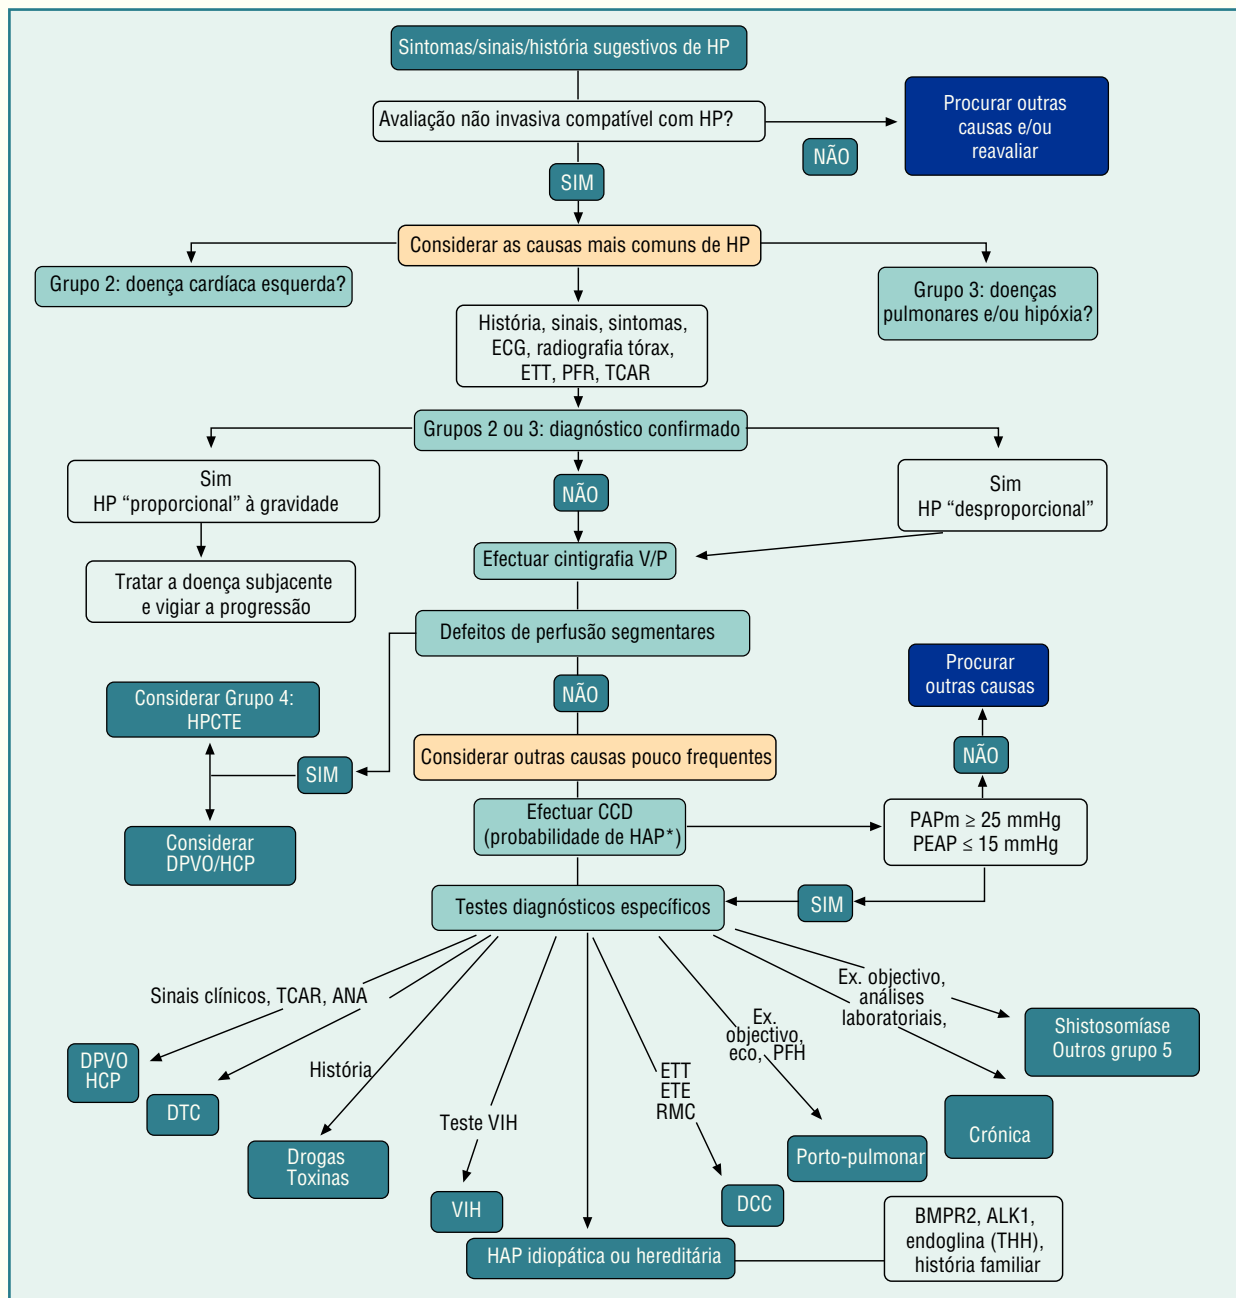 Sintomas/sinais/história sugestivos de HP
Avaliação não invasiva compatível com HP?
Procurar outras
causas e/ou
reavaliar
NÃO
SIM
Considerar as causas mais comuns de HP
Grupo 2: doença cardíaca esquerda?
Grupo 3: doenças
pulmonares e/ou hipóxia?
História, sinais, sintomas,
ECG, radiografia tórax,
ETT, PFR, TCAR
Grupos 2 ou 3: diagnóstico confirmado
Sim
HP “proporcional” à gravidade
NÃO
Sim
HP “desproporcional”
Efectuar cintigrafia V/P
Tratar a doença subjacente
e vigiar a progressão
Defeitos de perfusão segmentares
Procurar
outras causas
Considerar Grupo 4:
HPCTE
NÃO
Considerar outras causas pouco frequentes
NÃO
SIM
Efectuar CCD
(probabilidade de HAP*)
PAPm ≥ 25 mmHg
PEAP ≤ 15 mmHg
Considerar
DPVO/HCP
Testes diagnósticos específicos
SIM
Sinais clínicos, TCAR, ANA
Ex. objectivo,
análises
laboratoriais,
Ex.
objectivo,
eco, PFH
Shistosomíase
Outros grupo 5
DPVO
HCP
História
ETT
ETE
RMC
DTC
Teste VIH
Crónica
Drogas
Toxinas
Porto-pulmonar
VIH
DCC
HAP idiopática ou hereditária
BMPR2, ALK1,
endoglina (THH),
história familiar